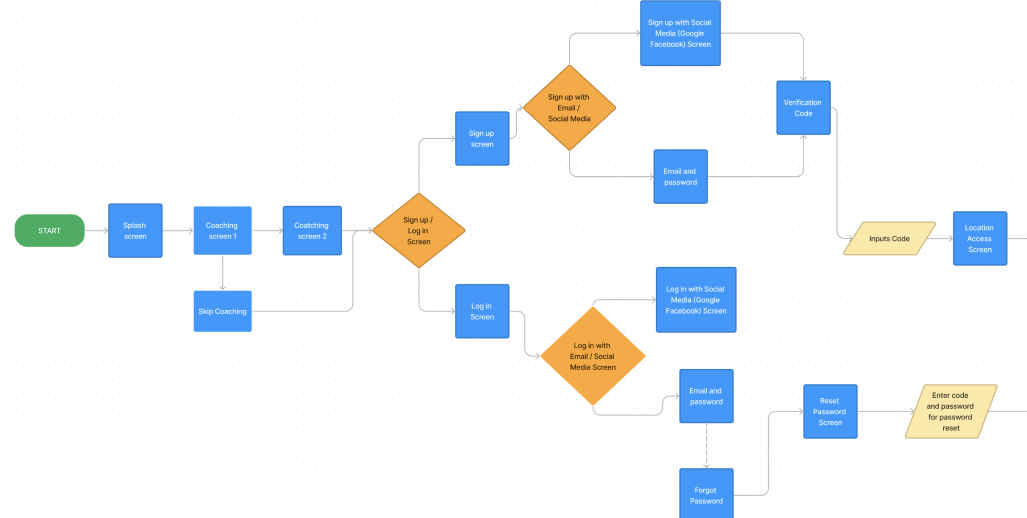 START
Splash
screen
Coaching
screen 1
Coatching
screen 2
Skip Coaching
Sign up /
Log in
Screen
Sign up
screen
Sign up with
Email /
Social Media
Sign up with Social
Media (Google
Facebook) Screen
Email and
password
Verification
Code
Inputs Code
Location
Access
Screen
Log in
Screen
Log in with
Email / Social
Media Screen
Log in with Social
Media (Google
Facebook) Screen
Email and
password
Forgot
Password
Reset
Password
Screen
Enter code
and password
for password
reset